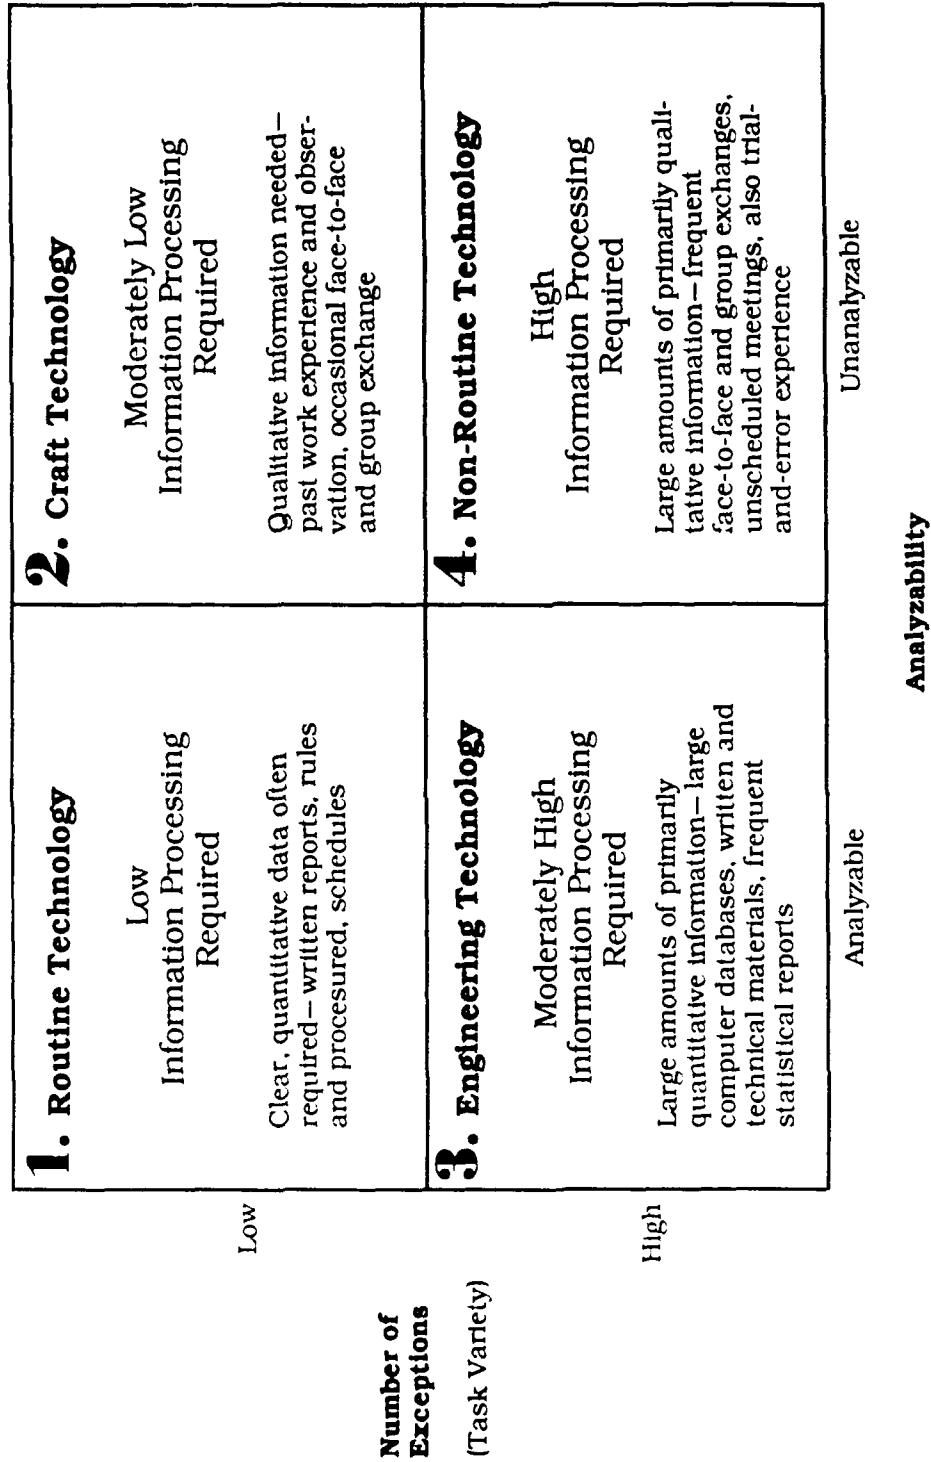 1. Routine Technology
Low
Information Processing
Required
Clear, quantitative data often
required—written reports, rules
and procesured, schedules
2. Craft Technology
Moderately Low
Information Processing
Required
Qualitative information needed—
past work experience and obser-
vation, occasional face-to-face
and group exchange
Low
3. Engineering Technology
Moderately High
Information Processing
Required
Large amounts of primarily
quantitative information—large
computer databases, written and
technical materials, frequent
statistical reports
4. Non-Routine Technology
High
Information Processing
Required
Large amounts of primarily quali-
tative information—frequent
face-to-face and group exchanges,
unscheduled meetings, also trial-
and-error experience
High
Number of
Exceptions
(Task Variety)
Analyzable
Unanalyzable
Analyzability